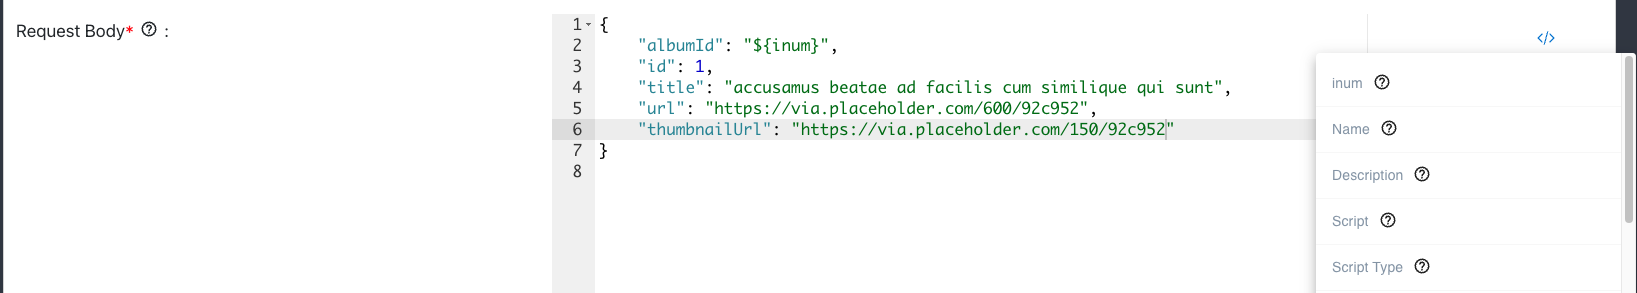 Request Body* ? :
1 {
2 "albumId": "${inum}",
3 "id": 1,
4 "title": "accusamus beatae ad facilis cum similique qui sunt",
5 "url": "https://via.placeholder.com/600/92c952",
6 "thumbnailUrl": "https://via.placeholder.com/150/92c952"
7 }
8
</>
inum ?
Name ?
Description ?
Script ?
Script Type ?